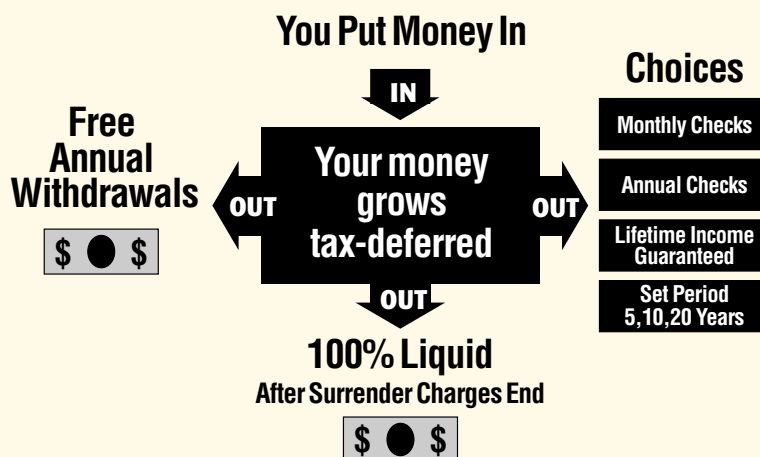 You Put Money In
IN
Choices
Monthly Checks
Annual Checks
Lifetime Income
Guaranteed
Set Period
5,10,20 Years
Free
Annual
Withdrawals
$ $
OUT
Your money
grows
tax-deferred
OUT
OUT
100% Liquid
After Surrender Charges End
$ $